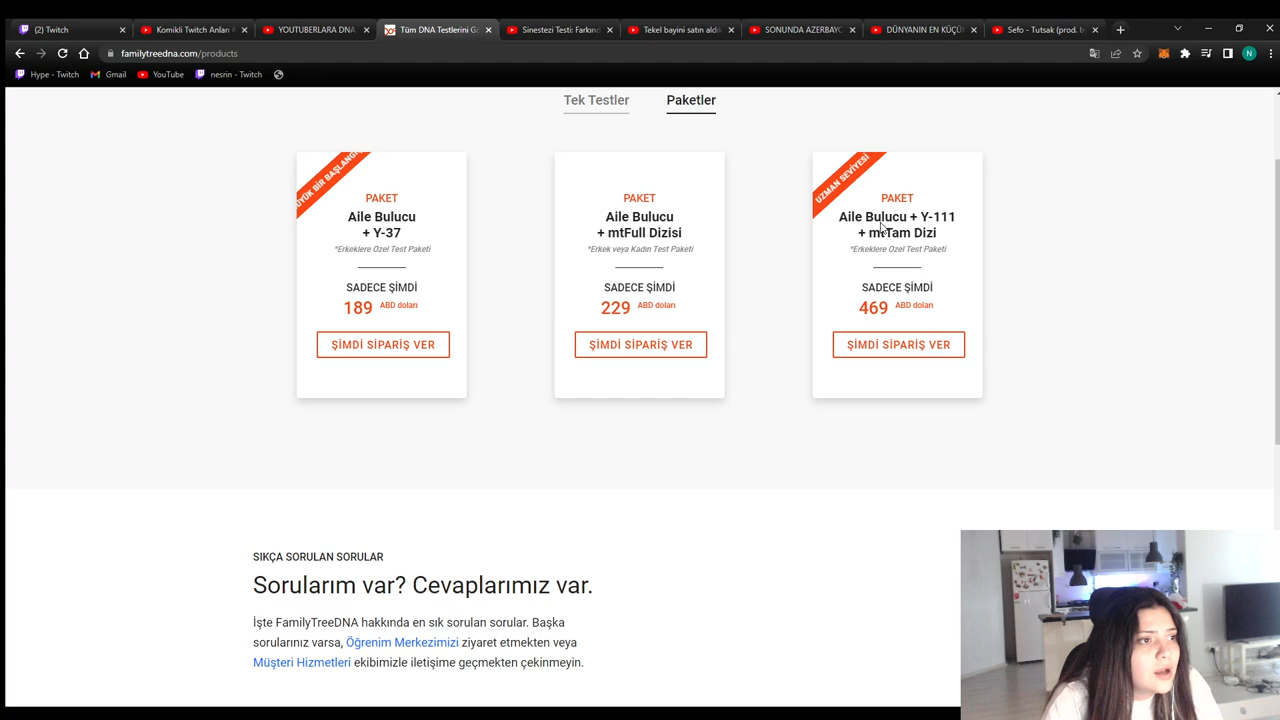 (2) Twitch
Komikli Twitch Anları #
YOUTUBERLARA DNA
Tüm DNA Testlerini Gö
Sinestezi Testi: Farkınd
Tekel bayini satın aldık
SONUNDA AZERBAYC
DÜNYANIN EN KÜÇÜ
Sefo - Tutsak (prod. b
familytreedna.com/products
N
Hype - Twitch
Gmail
YouTube
nesrin - Twitch
Tek Testler
Paketler
BÜYÜK BİR BAŞLANGIÇ
PAKET
Aile Bulucu
+ Y-37
*Erkeklere Özel Test Paketi
SADECE ŞİMDİ
189 ABD doları
ŞİMDİ SİPARİŞ VER
PAKET
Aile Bulucu
+ mtFull Dizisi
*Erkek veya Kadın Test Paketi
SADECE ŞİMDİ
229 ABD doları
ŞİMDİ SİPARİŞ VER
UZMAN SEVİYESİ
PAKET
Aile Bulucu + Y-111
+ mtTam Dizi
*Erkeklere Özel Test Paketi
SADECE ŞİMDİ
469 ABD doları
ŞİMDİ SİPARİŞ VER
SIKÇA SORULAN SORULAR
Sorularım var? Cevaplarımız var.
İşte FamilyTreeDNA hakkında en sık sorulan sorular. Başka
sorularınız varsa, Öğrenim Merkezimizi ziyaret etmekten veya
Müşteri Hizmetleri ekibimizle iletişime geçmekten çekinmeyin.